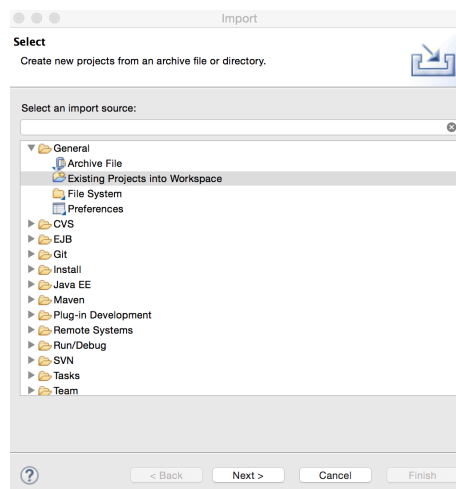 Import
Select
Create new projects from an archive file or directory.
Select an import source:
General
Archive File
Existing Projects into Workspace
File System
Preferences
CVS
EJB
Git
Install
Java EE
Maven
Plug-in Development
Remote Systems
Run/Debug
SVN
Tasks
Team
? < Back Next > Cancel Finish